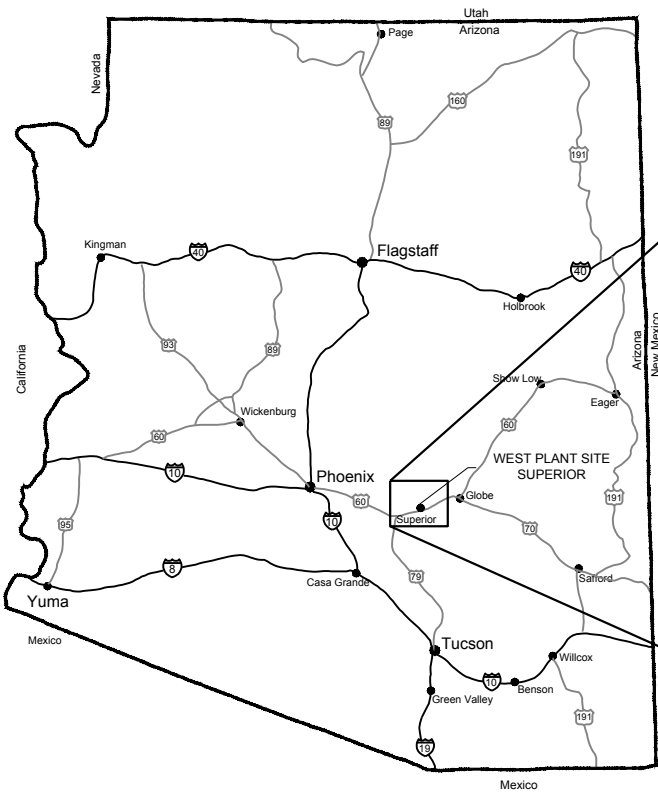 Utah
Arizona
Page
Nevada
160
89
191
Kingman
40
Flagstaff
40
Holbrook
93
89
California
Arizona
New Mexico
Show Low
Eager
Wickenburg
60
60
WEST PLANT SITE
SUPERIOR
10
Phoenix
60
Globe
191
Superior
95
10
70
8
79
Safford
Casa Grande
Yuma
Mexico
Tucson
Willcox
10
Benson
Green Valley
191
19
Mexico